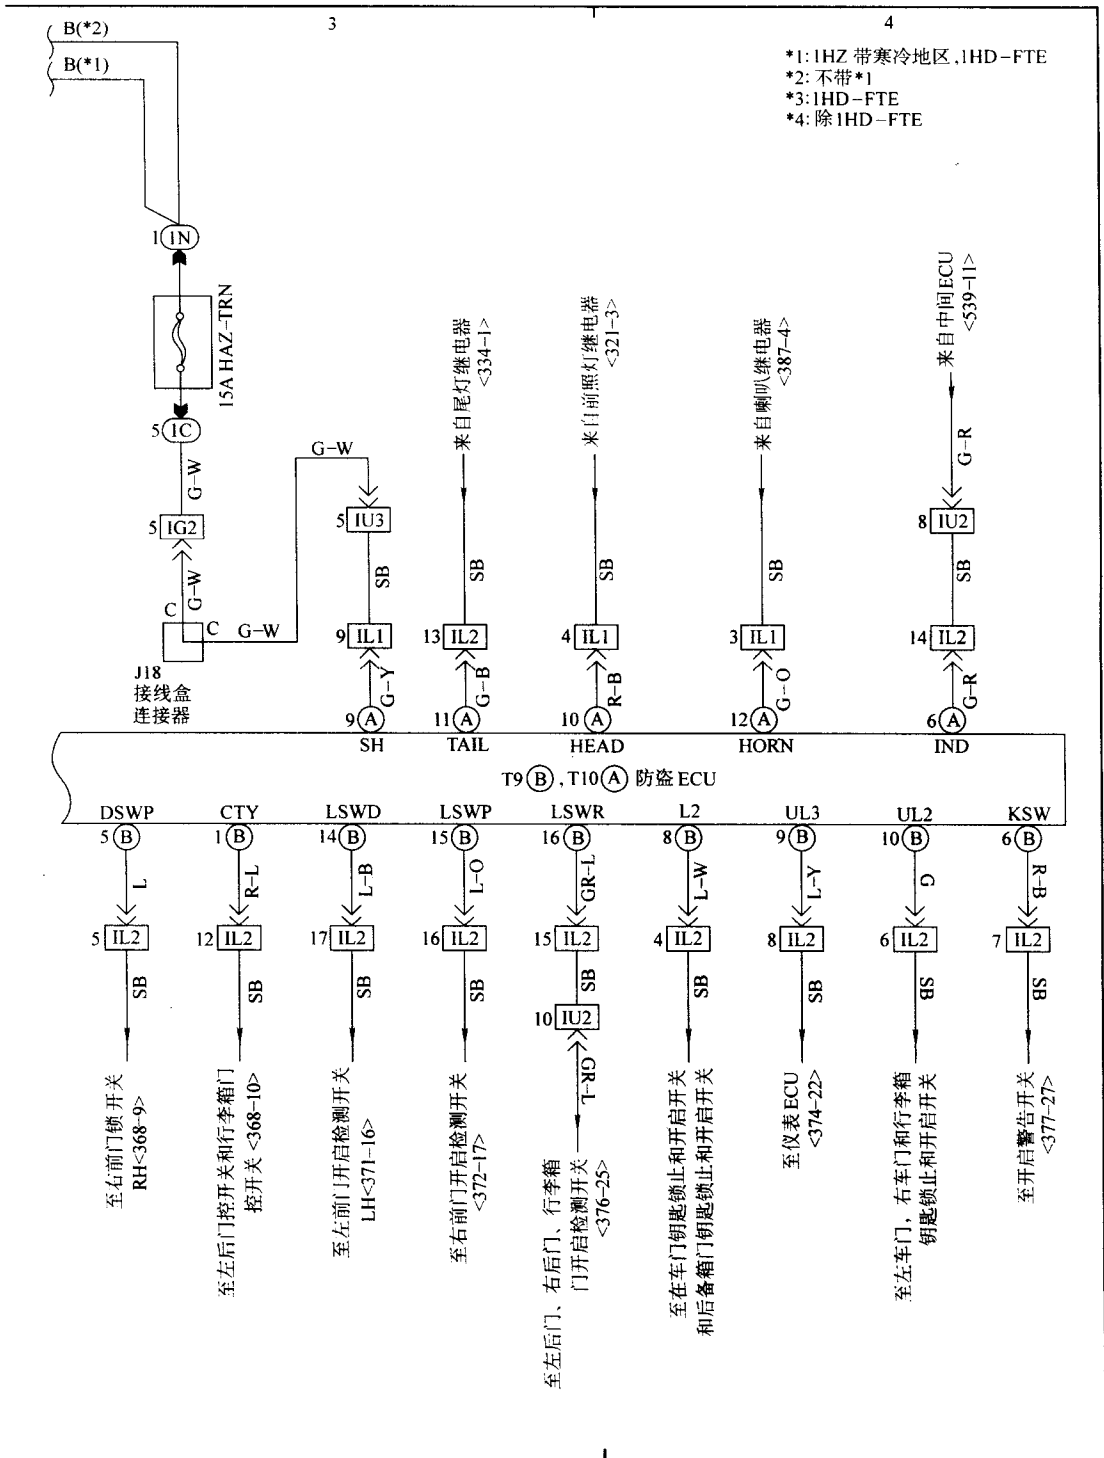 3
4
B(*2)
B(*1)
*1:1HZ 带寒冷地区,1HD-FTE
*2:不带*1
*3:1HD-FTE
*4:除1HD-FTE
1 1N
15A HAZ-TRN
5 1C
G-W
5 IG2
G-W
C
C
G-W
J18
接线盒
连接器
G-W
5 IU3
SB
9 IL1
G-Y
9 A
SH
来自尾灯继电器
<334-1>
SB
13 IL2
G-B
11 A
TAIL
来自前照灯继电器
<321-3>
SB
4 IL1
R-B
10 A
HEAD
来自喇叭继电器
<387-4>
SB
3 IL1
G-O
12 A
HORN
来自中间ECU
<539-11>
G-R
8 IU2
SB
14 IL2
G-R
6 A
IND
T9 B ,T10 A 防盗ECU
DSWP
5 B
L
5 IL2
SB
至右前门锁开关
RH<368-9>
CTY
1 B
R-L
12 IL2
SB
至左后门控开关和行李箱门
控开关 <368-10>
LSWD
14 B
L-B
17 IL2
SB
至左前门开启检测开关
LH<371-16>
LSWP
15 B
L-O
16 IL2
SB
至右前门开启检测开关
<372-17>
LSWR
16 B
GR-L
15 IL2
SB
10 IU2
GR-L
至左后门、右后门、行李箱
门开启检测开关
<376-25>
L2
8 B
L-W
4 IL2
SB
至在车门钥匙锁止和开启开关
和后备箱门钥匙锁止和开启开关
UL3
9 B
L-Y
8 IL2
SB
至仪表ECU
<374-22>
UL2
10 B
G
6 IL2
SB
至左车门，右车门和行李箱
钥匙锁止和开启开关
KSW
6 B
R-B
7 IL2
SB
至开启警告开关
<377-27>